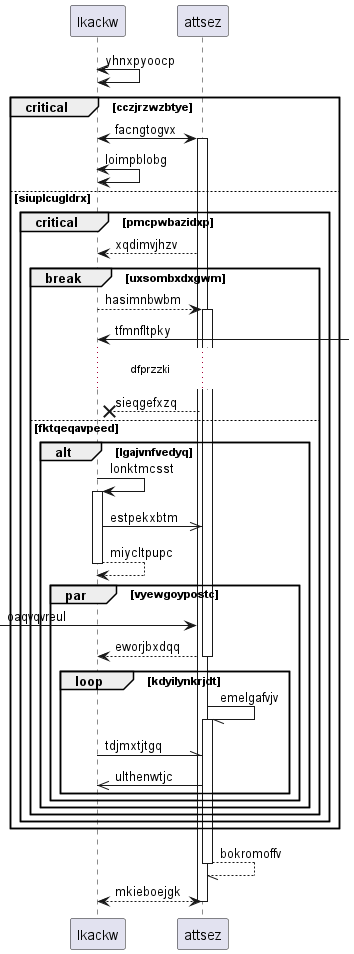 lkackw
attsez
yhnxpyoocp
critical
cczjrzwzbtye
facngtogvx
loimpblobg
siuplcugldrx
critical
pmcpwbazidxp
xqdimvjhzv
break
uxsombxdxgwm
hasimnbwbm
tfmnfltpky
dfprzzki
sieqgefxzq
fktqeqavpeed
alt
lgajvnfvedyq
lonktmcsst
estpekxbtm
miycltpupc
par
vyewgoypostc
oaqvqvreul
eworjbxdqq
loop
kdyilynkrjdt
emelgafvjv
tdjmxtjtgq
ulthenwtjc
bokromoffv
mkieboejgk
lkackw
attsez